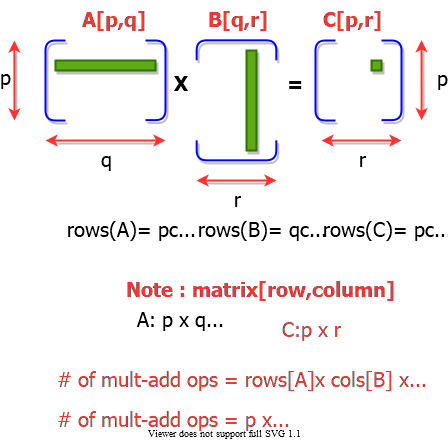 A[p,q] B[q,r] C[p,r]
p x = p
q r
r
rows(A)= pc... rows(B)= qc... rows(C)= pc...
Note : matrix[row,column]
A: p x q...
C:p x r
# of mult-add ops = rows[A]x cols[B] x...
# of mult-add ops = p x...
Viewer does not support full SVG 1.1